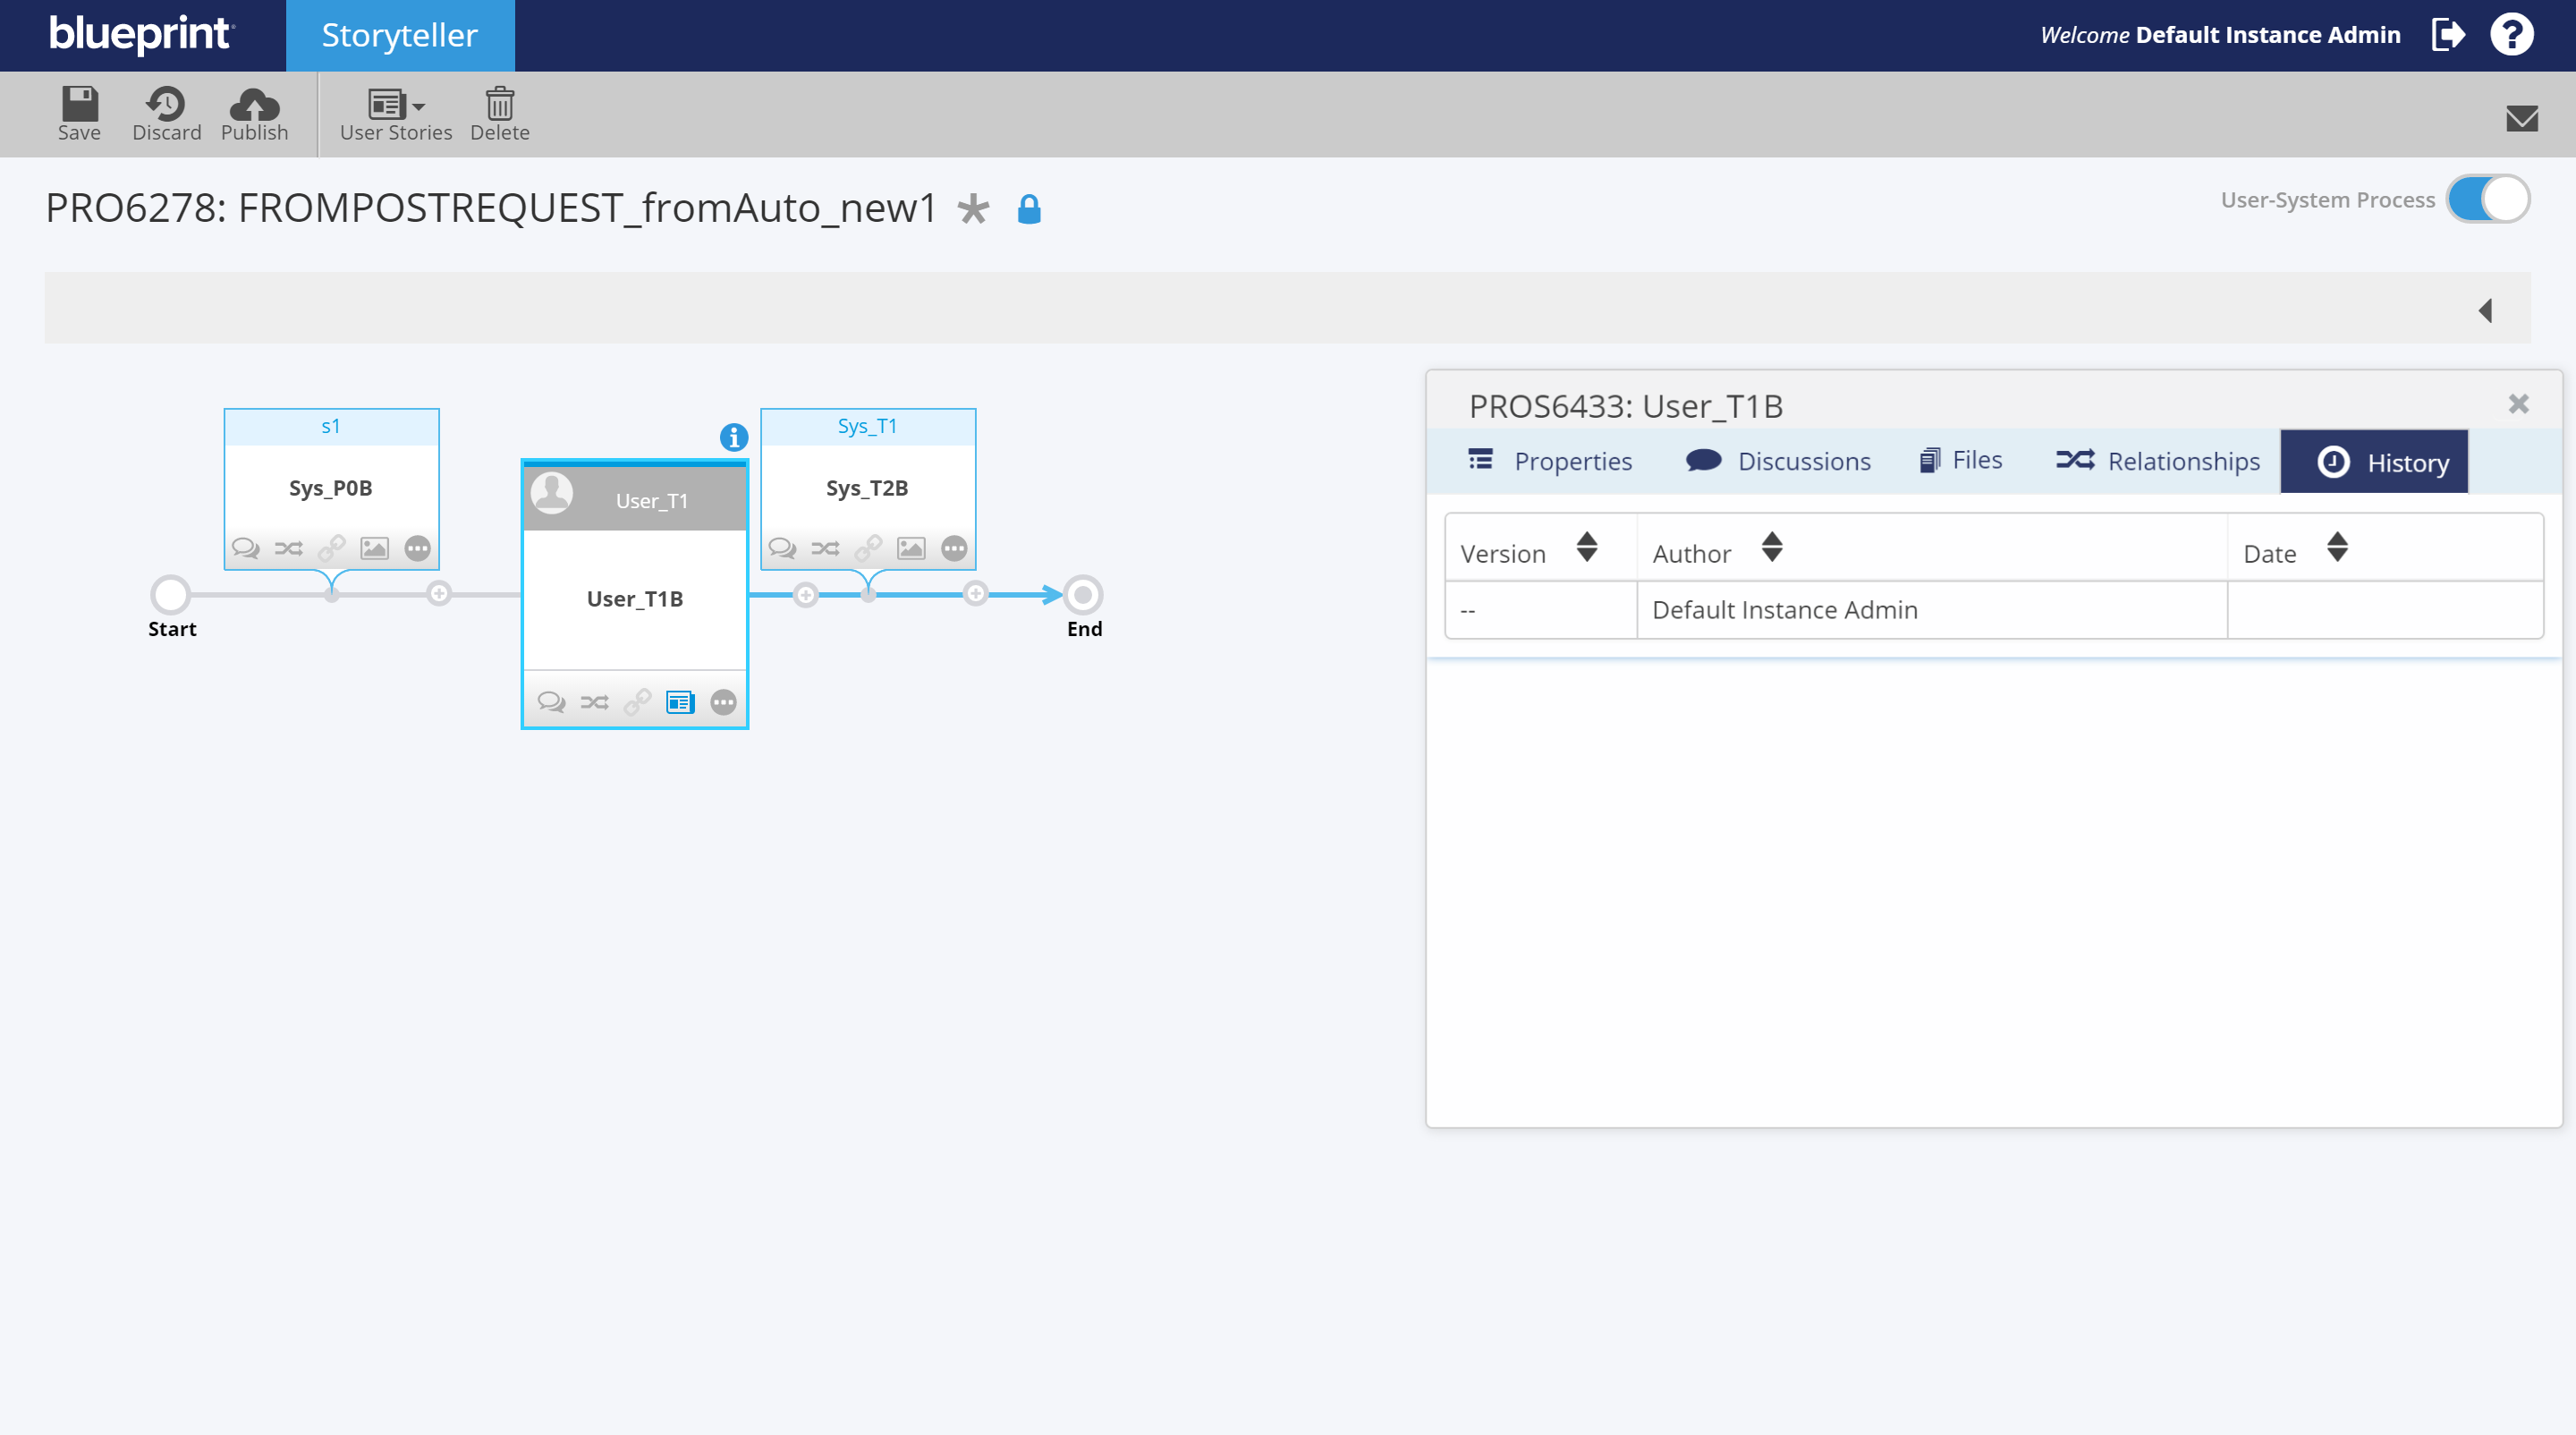 blueprint
Storyteller
Welcome Default Instance Admin
Save
Discard
Publish
User Stories
Delete
PRO6278: FROMPOSTREQUEST_fromAuto_new1 *
User-System Process
s1
Sys_P0B
User_T1
User_T1B
Sys_T1
Sys_T2B
Start
End
PROS6433: User_T1B
Properties
Discussions
Files
Relationships
History
Version Author Date
-- Default Instance Admin